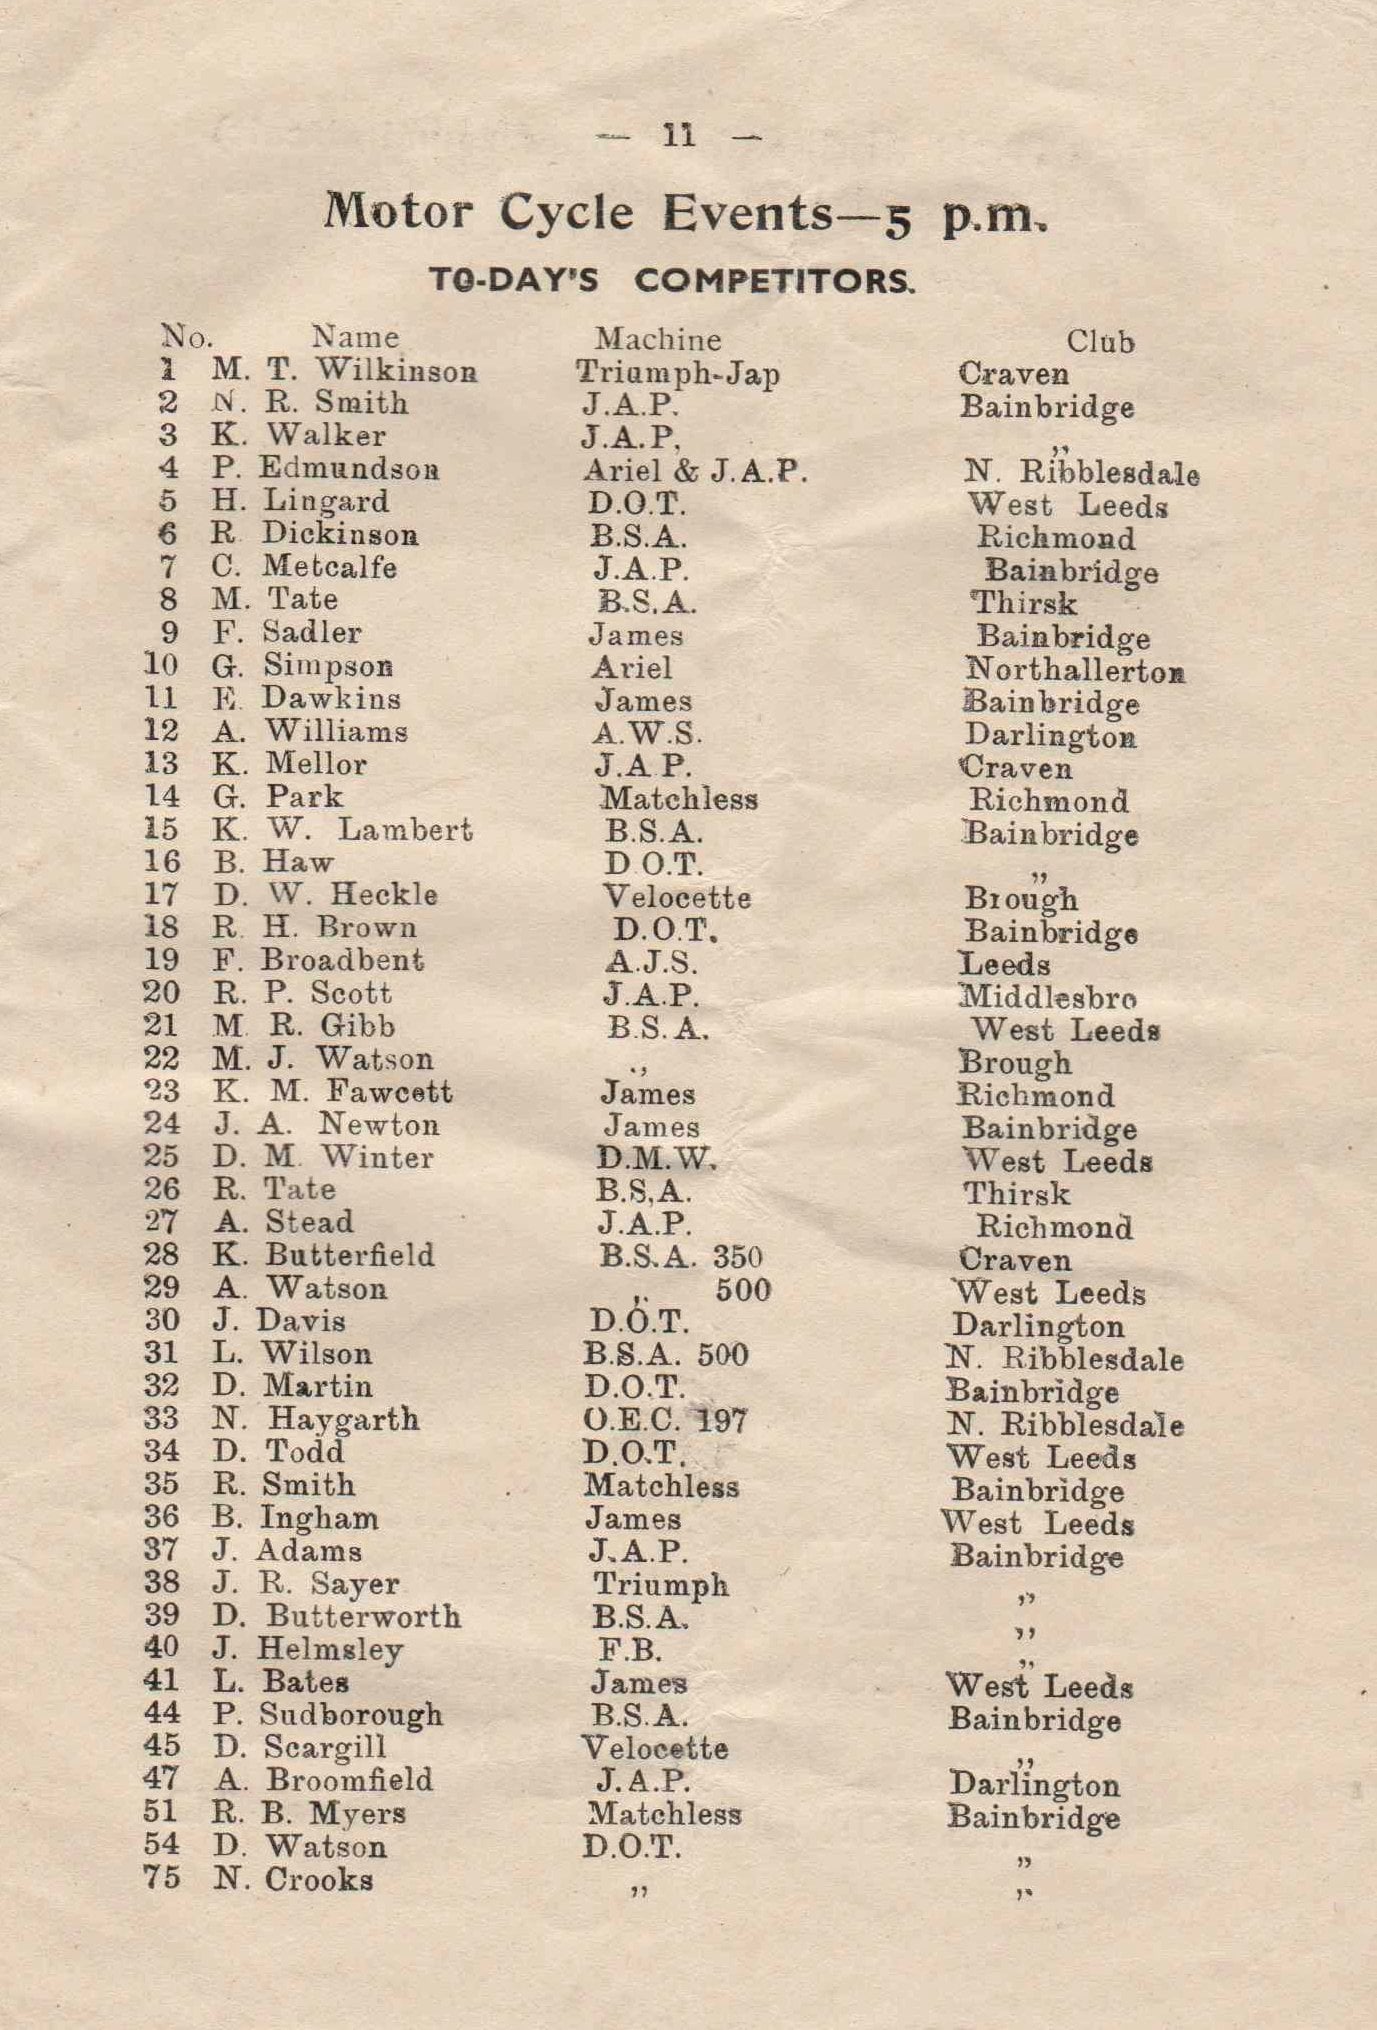 — 11 —
Motor Cycle Events—5 p.m.
TO-DAY'S COMPETITORS.
No. Name Machine Club
1 M. T. Wilkinson Triumph-Jap Craven
2 N. R. Smith J.A.P. Bainbridge
3 K. Walker J.A.P. ,,
4 P. Edmundson Ariel & J.A.P. N. Ribblesdale
5 H. Lingard D.O.T. West Leeds
6 R. Dickinson B.S.A. Richmond
7 C. Metcalfe J.A.P. Bainbridge
8 M. Tate B.S.A. Thirsk
9 F. Sadler James Bainbridge
10 G. Simpson Ariel Northallerton
11 E. Dawkins James Bainbridge
12 A. Williams A.W.S. Darlington
13 K. Mellor J.A.P. Craven
14 G. Park Matchless Richmond
15 K. W. Lambert B.S.A. Bainbridge
16 B. Haw D.O.T. ,,
17 D. W. Heckle Velocette Brough
18 R. H. Brown D.O.T. Bainbridge
19 F. Broadbent A.J.S. Leeds
20 R. P. Scott J.A.P. Middlesbro
21 M. R. Gibb B.S.A. West Leeds
22 M. J. Watson ,, Brough
23 K. M. Fawcett James Richmond
24 J. A. Newton James Bainbridge
25 D. M. Winter D.M.W. West Leeds
26 R. Tate B.S.A. Thirsk
27 A. Stead J.A.P. Richmond
28 K. Butterfield B.S.A. 350 Craven
29 A. Watson ,, 500 West Leeds
30 J. Davis D.O.T. Darlington
31 L. Wilson B.S.A. 500 N. Ribblesdale
32 D. Martin D.O.T. Bainbridge
33 N. Haygarth O.E.C. 197 N. Ribblesdale
34 D. Todd D.O.T. West Leeds
35 R. Smith Matchless Bainbridge
36 B. Ingham James West Leeds
37 J. Adams J.A.P. Bainbridge
38 J. R. Sayer Triumph ,,
39 D. Butterworth B.S.A. ,,
40 J. Helmsley F.B. ,,
41 L. Bates James West Leeds
44 P. Sudborough B.S.A. Bainbridge
45 D. Scargill Velocette ,,
47 A. Broomfield J.A.P. Darlington
51 R. B. Myers Matchless Bainbridge
54 D. Watson D.O.T. ,,
75 N. Crooks ,, ,,